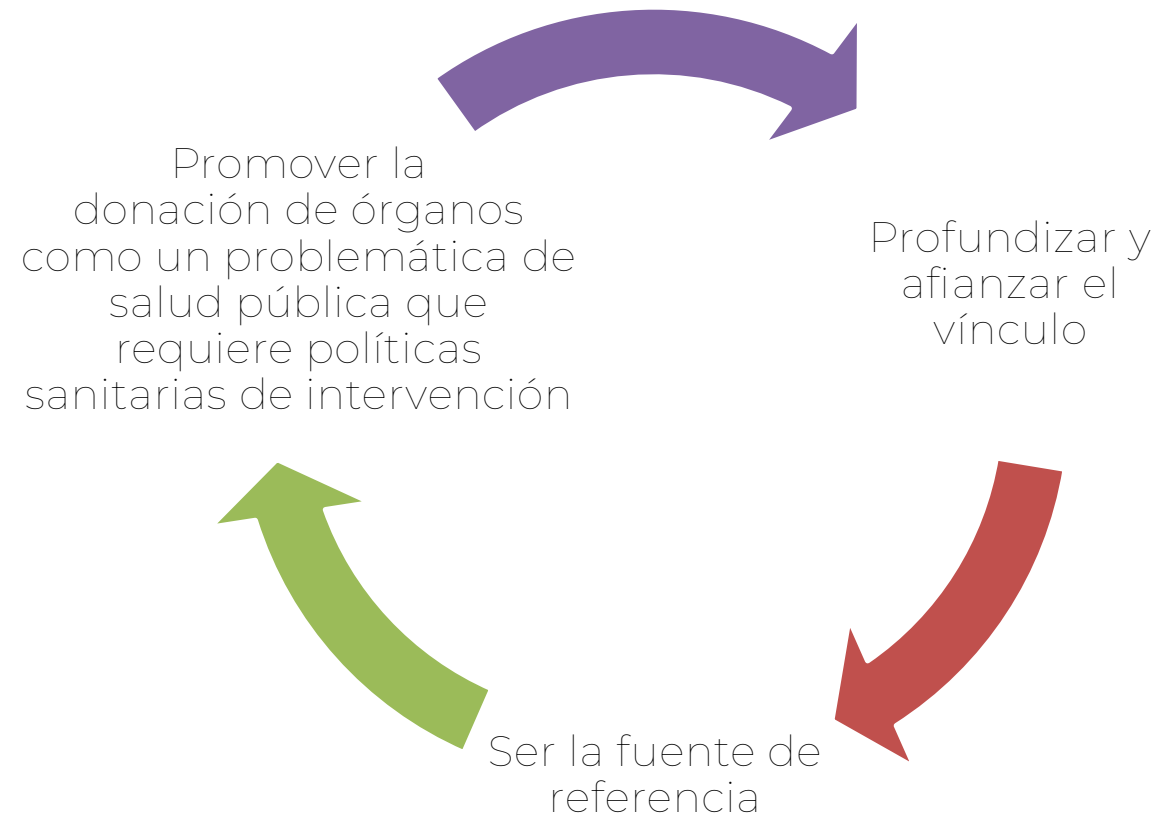 Promover la
donación de órganos
como un problemática de
salud pública que
requiere políticas
sanitarias de intervención
Profundizar y
afianzar el
vínculo
Ser la fuente de
referencia